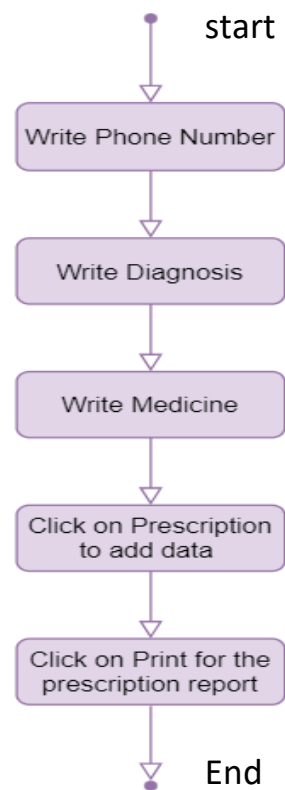 start
Write Phone Number
Write Diagnosis
Write Medicine
Click on Prescription
to add data
Click on Print for the
prescription report
End